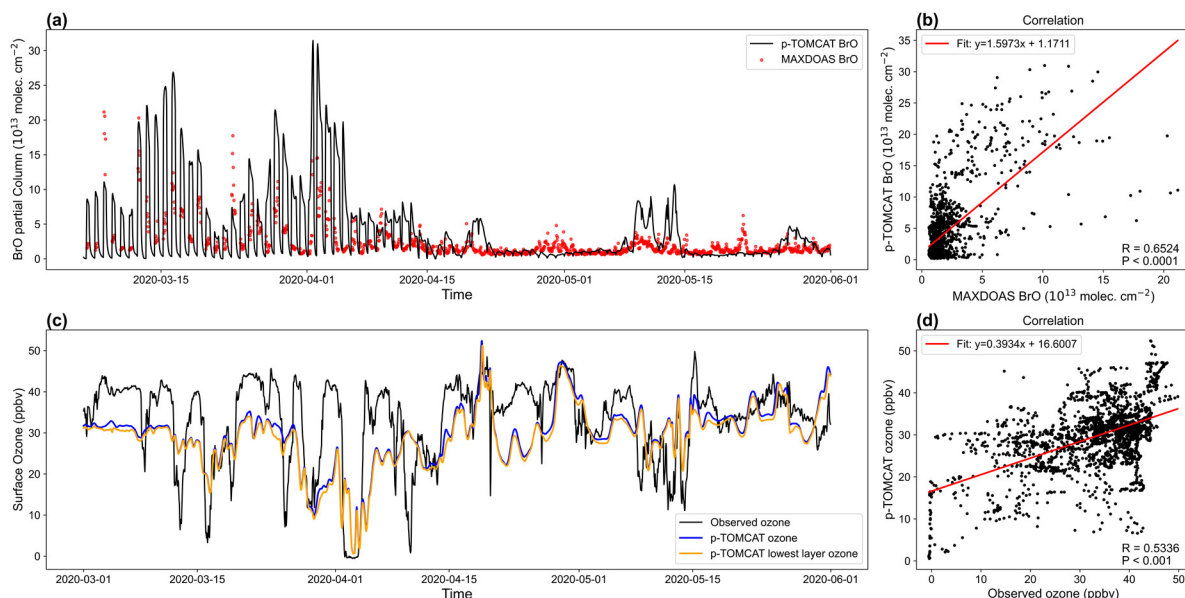 (a)
BrO partial Column (10¹³ molec. cm⁻²)
30
25
20
15
10
5
0
p-TOMCAT BrO
MAXDOAS BrO
2020-03-15
2020-04-01
2020-04-15
2020-05-01
2020-05-15
2020-06-01
Time
(b)
Correlation
p-TOMCAT BrO (10¹³ molec. cm⁻²)
35
30
25
20
15
10
5
0
Fit: y=1.5973x + 1.1711
R = 0.6524
P < 0.0001
0
5
10
15
20
MAXDOAS BrO (10¹³ molec. cm⁻²)
(c)
Surface Ozone (ppbv)
50
40
30
20
10
0
Observed ozone
p-TOMCAT ozone
p-TOMCAT lowest layer ozone
2020-03-01
2020-03-15
2020-04-01
2020-04-15
2020-05-01
2020-05-15
2020-06-01
Time
(d)
Correlation
p-TOMCAT ozone (ppbv)
50
40
30
20
10
0
Fit: y=0.3934x + 16.6007
R = 0.5336
P < 0.001
0
10
20
30
40
50
Observed ozone (ppbv)